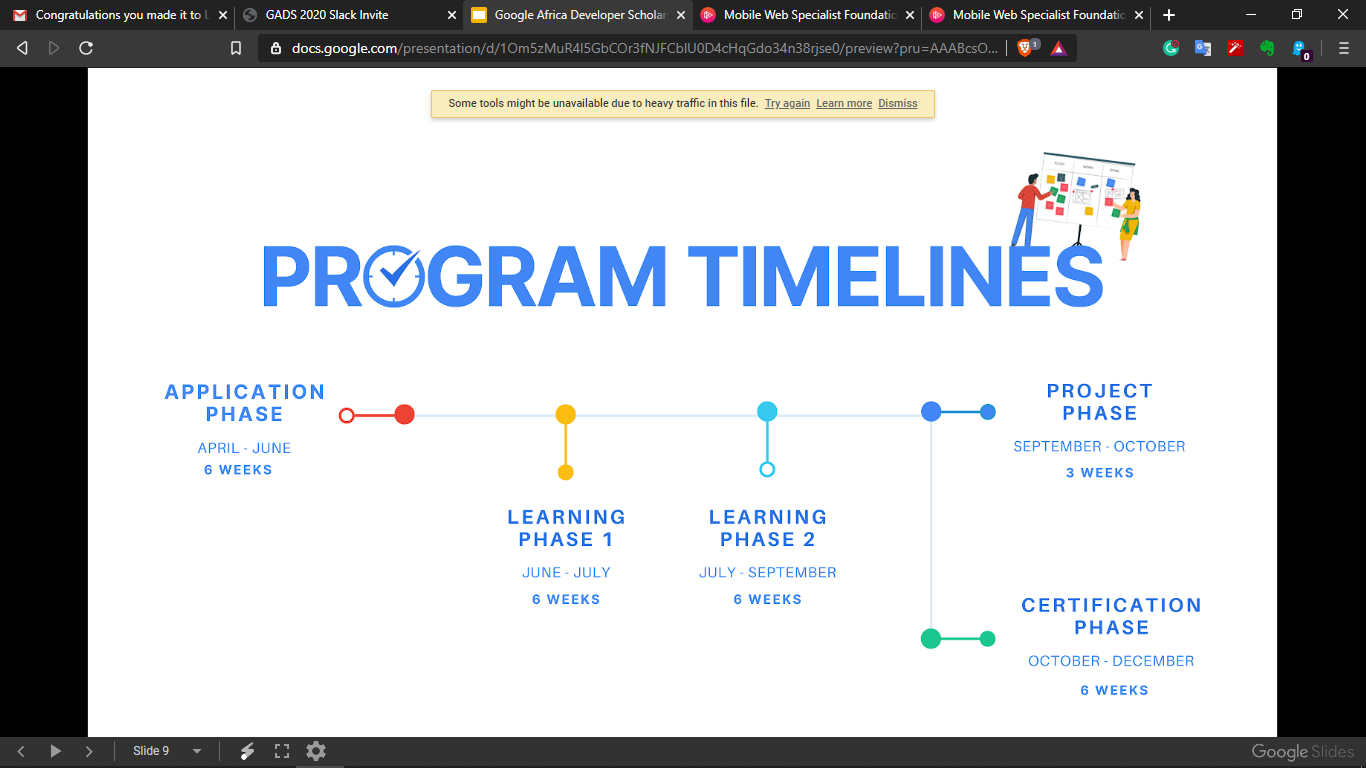 Congratulations you made it to L
GADS 2020 Slack Invite
Google Africa Developer Scholar
Mobile Web Specialist Foundatio
Mobile Web Specialist Foundatio
docs.google.com/presentation/d/1Om5zMuR4l5GbCOr3fNJFCblU0D4cHqGdo34n38rjse0/preview?pru=AAABcsO...
1
0
Some tools might be unavailable due to heavy traffic in this file. Try again Learn more Dismiss
PROGRAM TIMELINES
APPLICATION
PHASE
APRIL - JUNE
6 WEEKS
LEARNING
PHASE 1
JUNE - JULY
6 WEEKS
LEARNING
PHASE 2
JULY - SEPTEMBER
6 WEEKS
PROJECT
PHASE
SEPTEMBER - OCTOBER
3 WEEKS
CERTIFICATION
PHASE
OCTOBER - DECEMBER
6 WEEKS
Slide 9
Google Slides